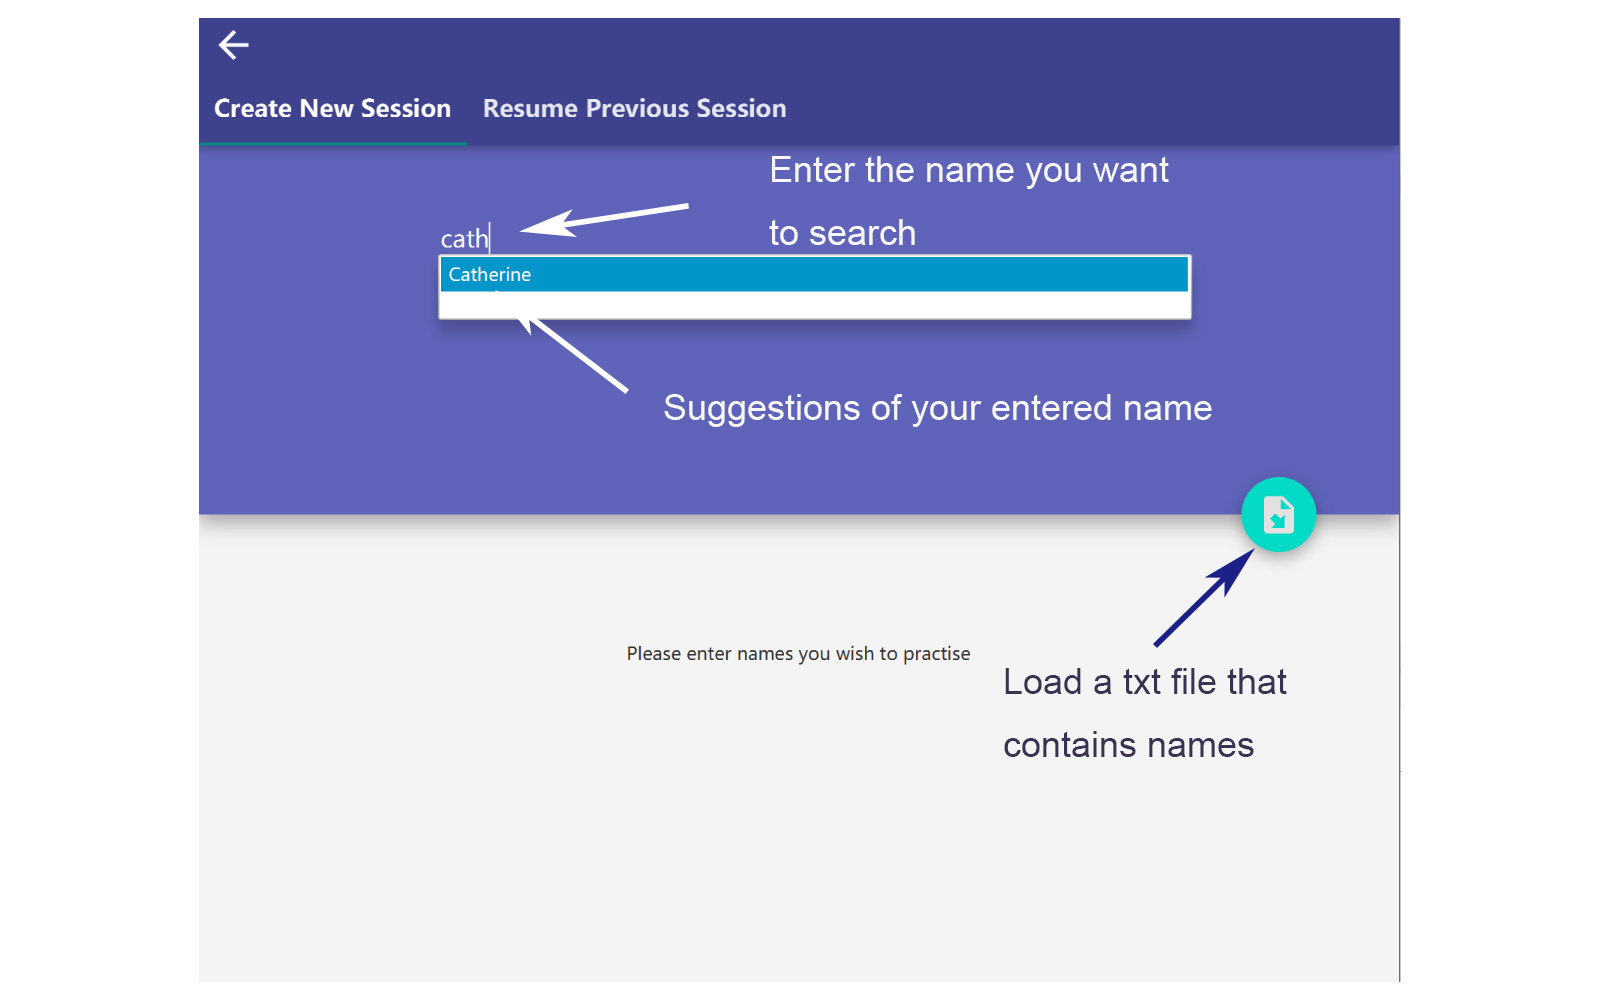 Create New Session Resume Previous Session
Enter the name you want
to search
cath
Catherine
Suggestions of your entered name
Please enter names you wish to practise
Load a txt file that
contains names